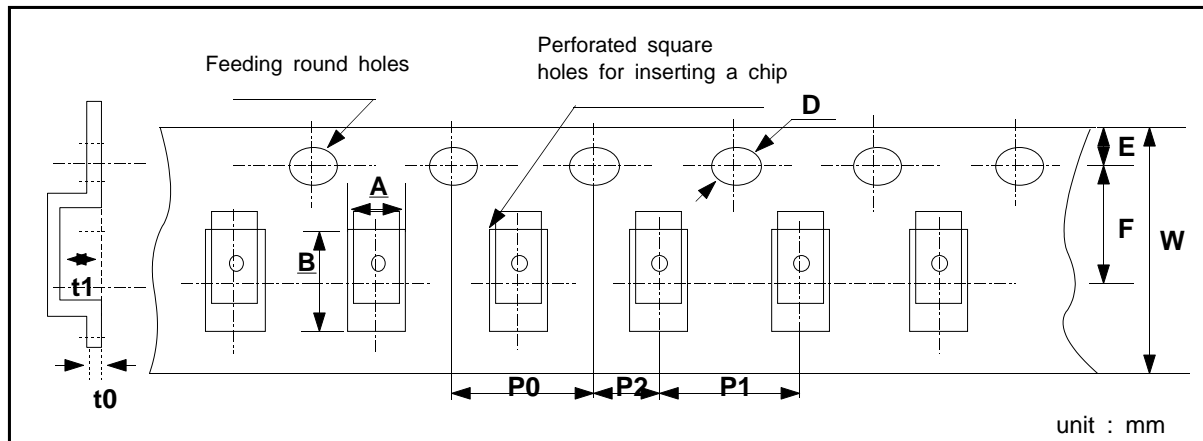 Feeding round holes
Perforated square
holes for inserting a chip
D
E
A
F
W
B
t1
t0
P0
P2
P1
unit : mm